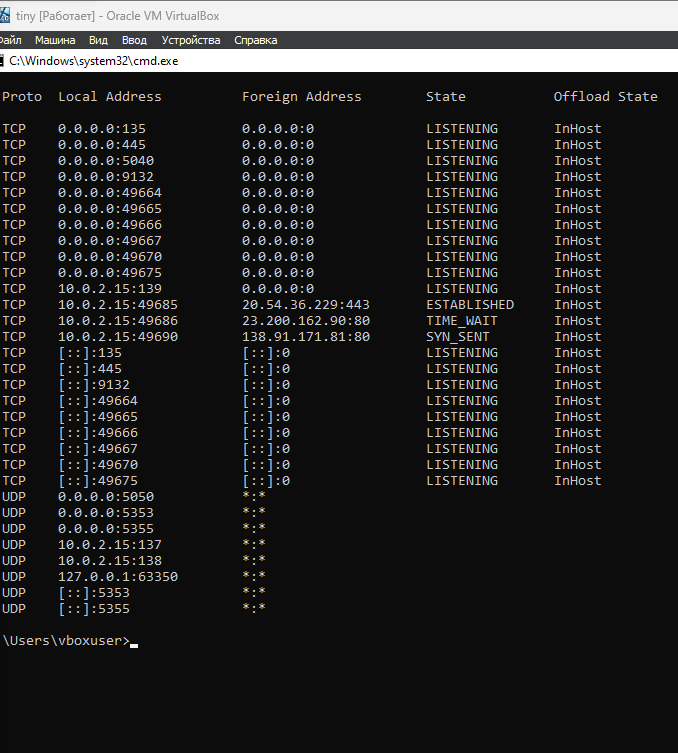 tiny [Работает] - Oracle VM VirtualBox
Файл Машина Вид Ввод Устройства Справка
C:\Windows\system32\cmd.exe
Proto Local Address Foreign Address State Offload State
TCP 0.0.0.0:135 0.0.0.0:0 LISTENING InHost
TCP 0.0.0.0:445 0.0.0.0:0 LISTENING InHost
TCP 0.0.0.0:5040 0.0.0.0:0 LISTENING InHost
TCP 0.0.0.0:9132 0.0.0.0:0 LISTENING InHost
TCP 0.0.0.0:49664 0.0.0.0:0 LISTENING InHost
TCP 0.0.0.0:49665 0.0.0.0:0 LISTENING InHost
TCP 0.0.0.0:49666 0.0.0.0:0 LISTENING InHost
TCP 0.0.0.0:49667 0.0.0.0:0 LISTENING InHost
TCP 0.0.0.0:49670 0.0.0.0:0 LISTENING InHost
TCP 0.0.0.0:49675 0.0.0.0:0 LISTENING InHost
TCP 10.0.2.15:139 0.0.0.0:0 LISTENING InHost
TCP 10.0.2.15:49685 20.54.36.229:443 ESTABLISHED InHost
TCP 10.0.2.15:49686 23.200.162.90:80 TIME_WAIT InHost
TCP 10.0.2.15:49690 138.91.171.81:80 SYN_SENT InHost
TCP [::]:135 [::]:0 LISTENING InHost
TCP [::]:445 [::]:0 LISTENING InHost
TCP [::]:9132 [::]:0 LISTENING InHost
TCP [::]:49664 [::]:0 LISTENING InHost
TCP [::]:49665 [::]:0 LISTENING InHost
TCP [::]:49666 [::]:0 LISTENING InHost
TCP [::]:49667 [::]:0 LISTENING InHost
TCP [::]:49670 [::]:0 LISTENING InHost
TCP [::]:49675 [::]:0 LISTENING InHost
UDP 0.0.0.0:5050 *:*
UDP 0.0.0.0:5353 *:*
UDP 0.0.0.0:5355 *:*
UDP 10.0.2.15:137 *:*
UDP 10.0.2.15:138 *:*
UDP 127.0.0.1:63350 *:*
UDP [::]:5353 *:*
UDP [::]:5355 *:*
\Users\vboxuser>